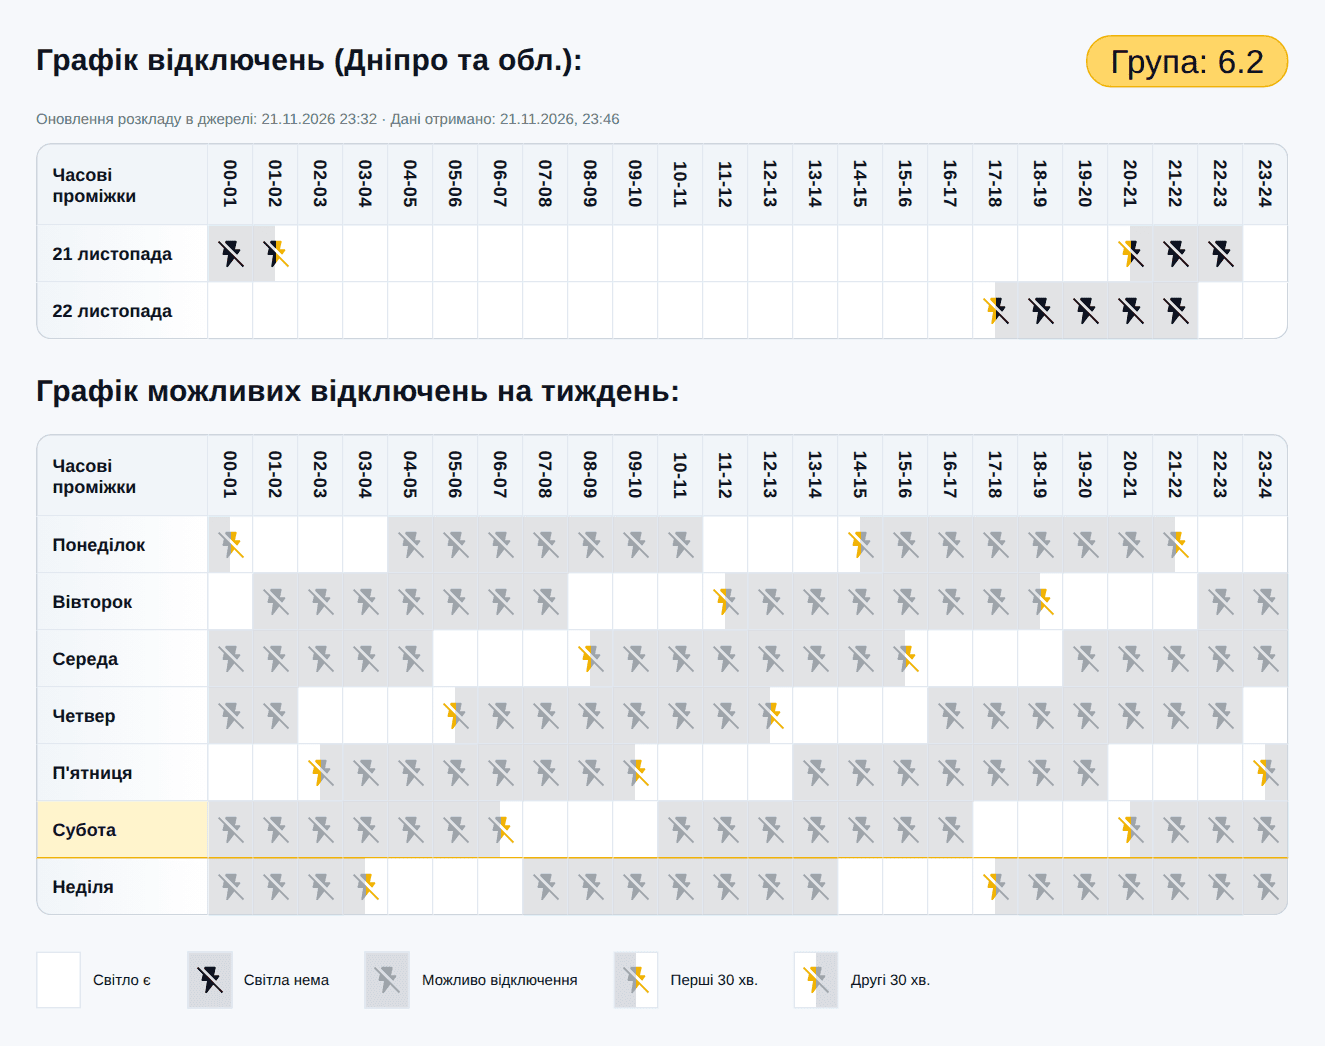 Графік відключень (Дніпро та обл.):
Група: 6.2
Оновлення розкладу в джерелі: 21.11.2026 23:32 · Дані отримано: 21.11.2026, 23:46
Часові проміжки 00-01 01-02 02-03 03-04 04-05 05-06 06-07 07-08 08-09 09-10 10-11 11-12 12-13 13-14 14-15 15-16 16-17 17-18 18-19 19-20 20-21 21-22 22-23 23-24
21 листопада
22 листопада
Графік можливих відключень на тиждень:
Часові проміжки 00-01 01-02 02-03 03-04 04-05 05-06 06-07 07-08 08-09 09-10 10-11 11-12 12-13 13-14 14-15 15-16 16-17 17-18 18-19 19-20 20-21 21-22 22-23 23-24
Понеділок
Вівторок
Середа
Четвер
П'ятниця
Субота
Неділя
Світло є Світла нема Можливо відключення Перші 30 хв. Другі 30 хв.